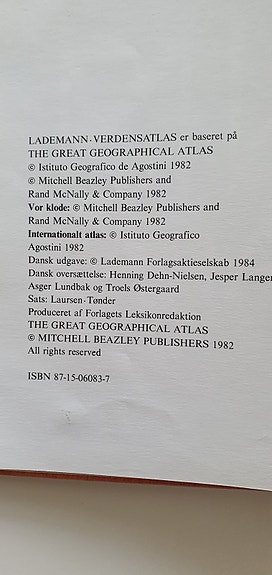 LADEMANN-VERDENSATLAS er baseret på
THE GREAT GEOGRAPHICAL ATLAS
© Istituto Geografico de Agostini 1982
© Mitchell Beazley Publishers and
Rand McNally & Company 1982
Vor klode: © Mitchell Beazley Publishers and
Rand McNally & Company 1982
Internationalt atlas: © Istituto Geografico
Agostini 1982
Dansk udgave: © Lademann Forlagsaktieselskab 1984
Dansk oversættelse: Henning Dehn-Nielsen, Jesper Langer
Asger Lundbak og Troels Østergaard
Sats: Laursen·Tønder
Produceret af Forlagets Leksikonredaktion
THE GREAT GEOGRAPHICAL ATLAS
© MITCHELL BEAZLEY PUBLISHERS 1982
All rights reserved
ISBN 87-15-06083-7